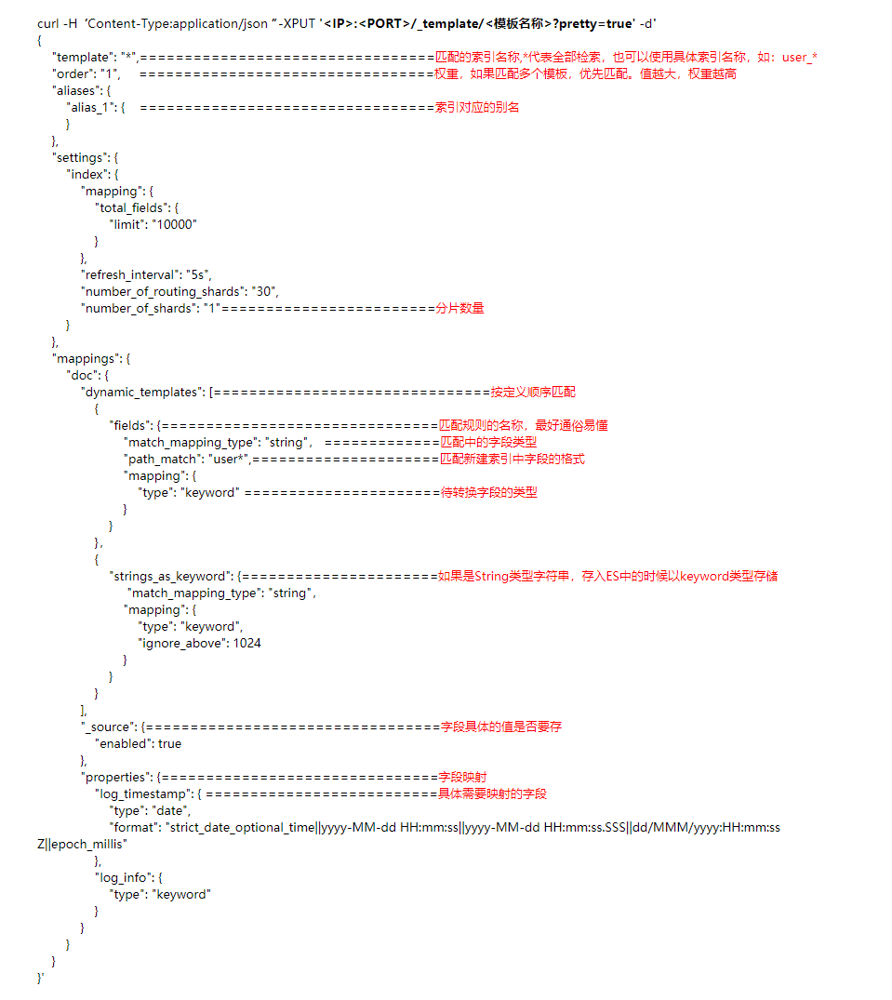 curl -H ‘Content-Type:application/json ” -XPUT '<IP>:<PORT>/_template/<模板名称>?pretty=true' -d'
{
"template": "*",=================================匹配的索引名称,*代表全部检索，也可以使用具体索引名称，如：user_*
"order": "1", =================================权重，如果匹配多个模板，优先匹配。值越大，权重越高
"aliases": {
"alias_1": { =================================索引对应的别名
}
},
"settings": {
"index": {
"mapping": {
"total_fields": {
"limit": "10000"
}
},
"refresh_interval": "5s",
"number_of_routing_shards": "30",
"number_of_shards": "1"========================分片数量
}
},
"mappings": {
"doc": {
"dynamic_templates": [===============================按定义顺序匹配
{
"fields": {===============================匹配规则的名称，最好通俗易懂
"match_mapping_type": "string", =============匹配中的字段类型
"path_match": "user*",=====================匹配新建索引中字段的格式
"mapping": {
"type": "keyword" ======================待转换字段的类型
}
}
},
{
"strings_as_keyword": {======================如果是String类型字符串，存入ES中的时候以keyword类型存储
"match_mapping_type": "string",
"mapping": {
"type": "keyword",
"ignore_above": 1024
}
}
}
],
"_source": {=================================字段具体的值是否要存
"enabled": true
},
"properties": {===============================字段映射
"log_timestamp": { ==========================具体需要映射的字段
"type": "date",
"format": "strict_date_optional_time||yyyy-MM-dd HH:mm:ss||yyyy-MM-dd HH:mm:ss.SSS||dd/MMM/yyyy:HH:mm:ss
Z||epoch_millis"
},
"log_info": {
"type": "keyword"
}
}
}
}
}'